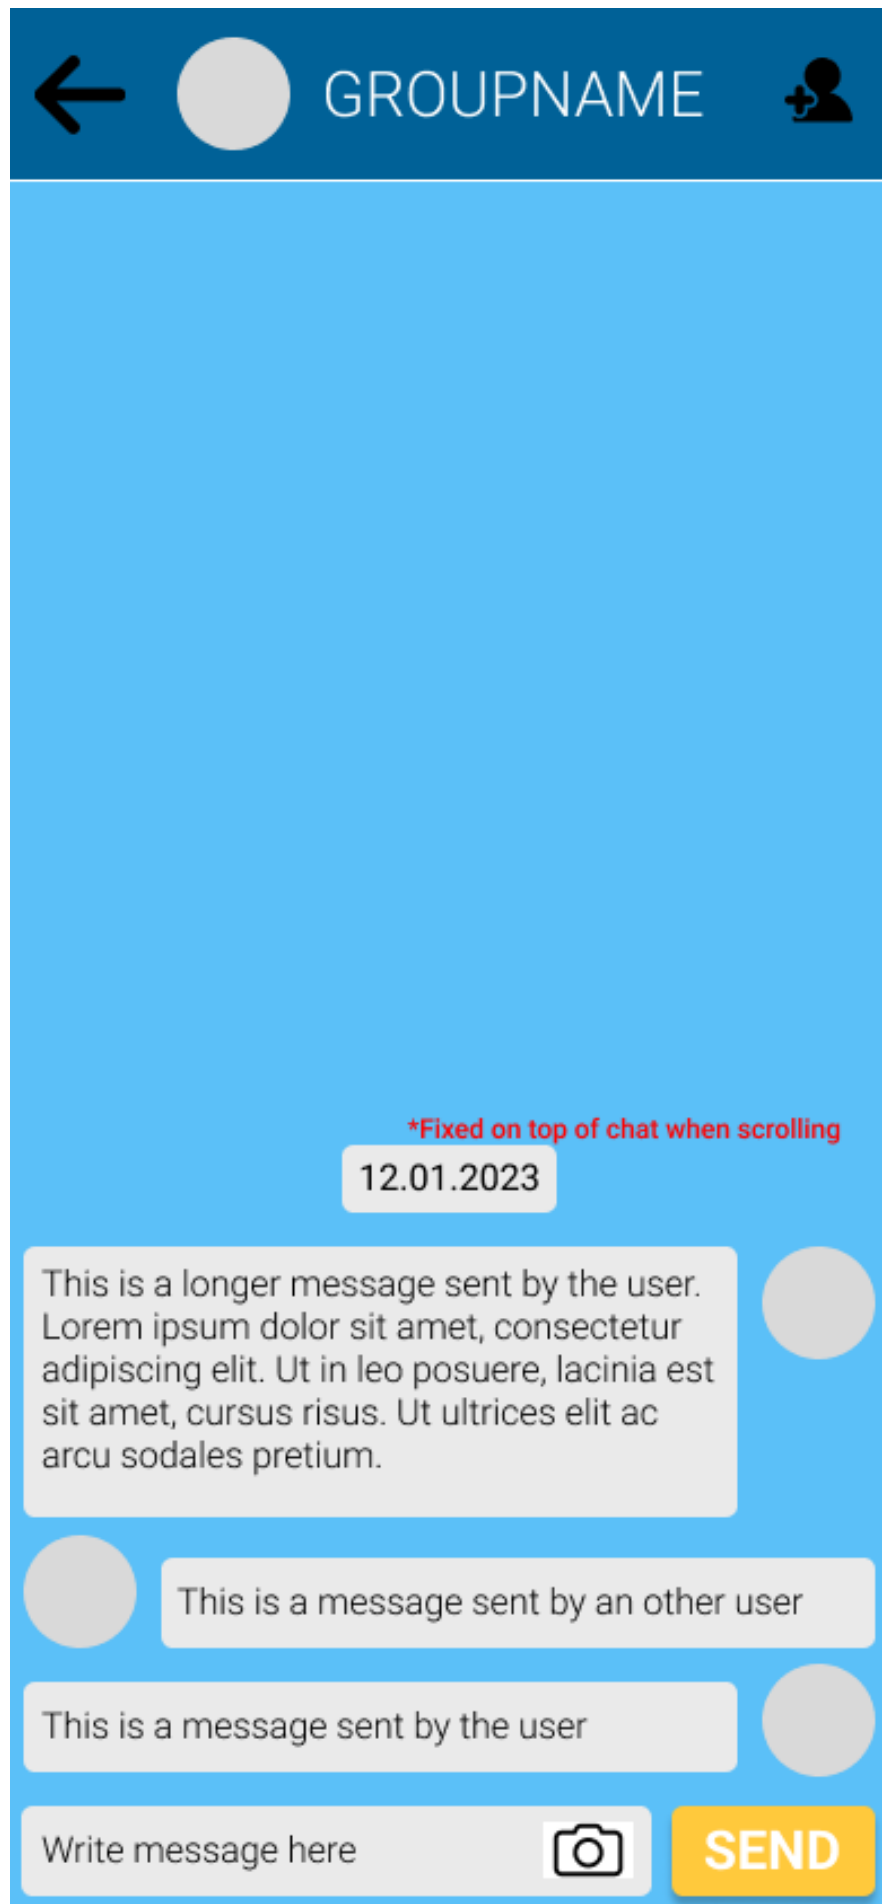 GROUPNAME
*Fixed on top of chat when scrolling
12.01.2023
This is a longer message sent by the user.
Lorem ipsum dolor sit amet, consectetur
adipiscing elit. Ut in leo posuere, lacinia est
sit amet, cursus risus. Ut ultrices elit ac
arcu sodales pretium.
This is a message sent by an other user
This is a message sent by the user
Write message here
SEND